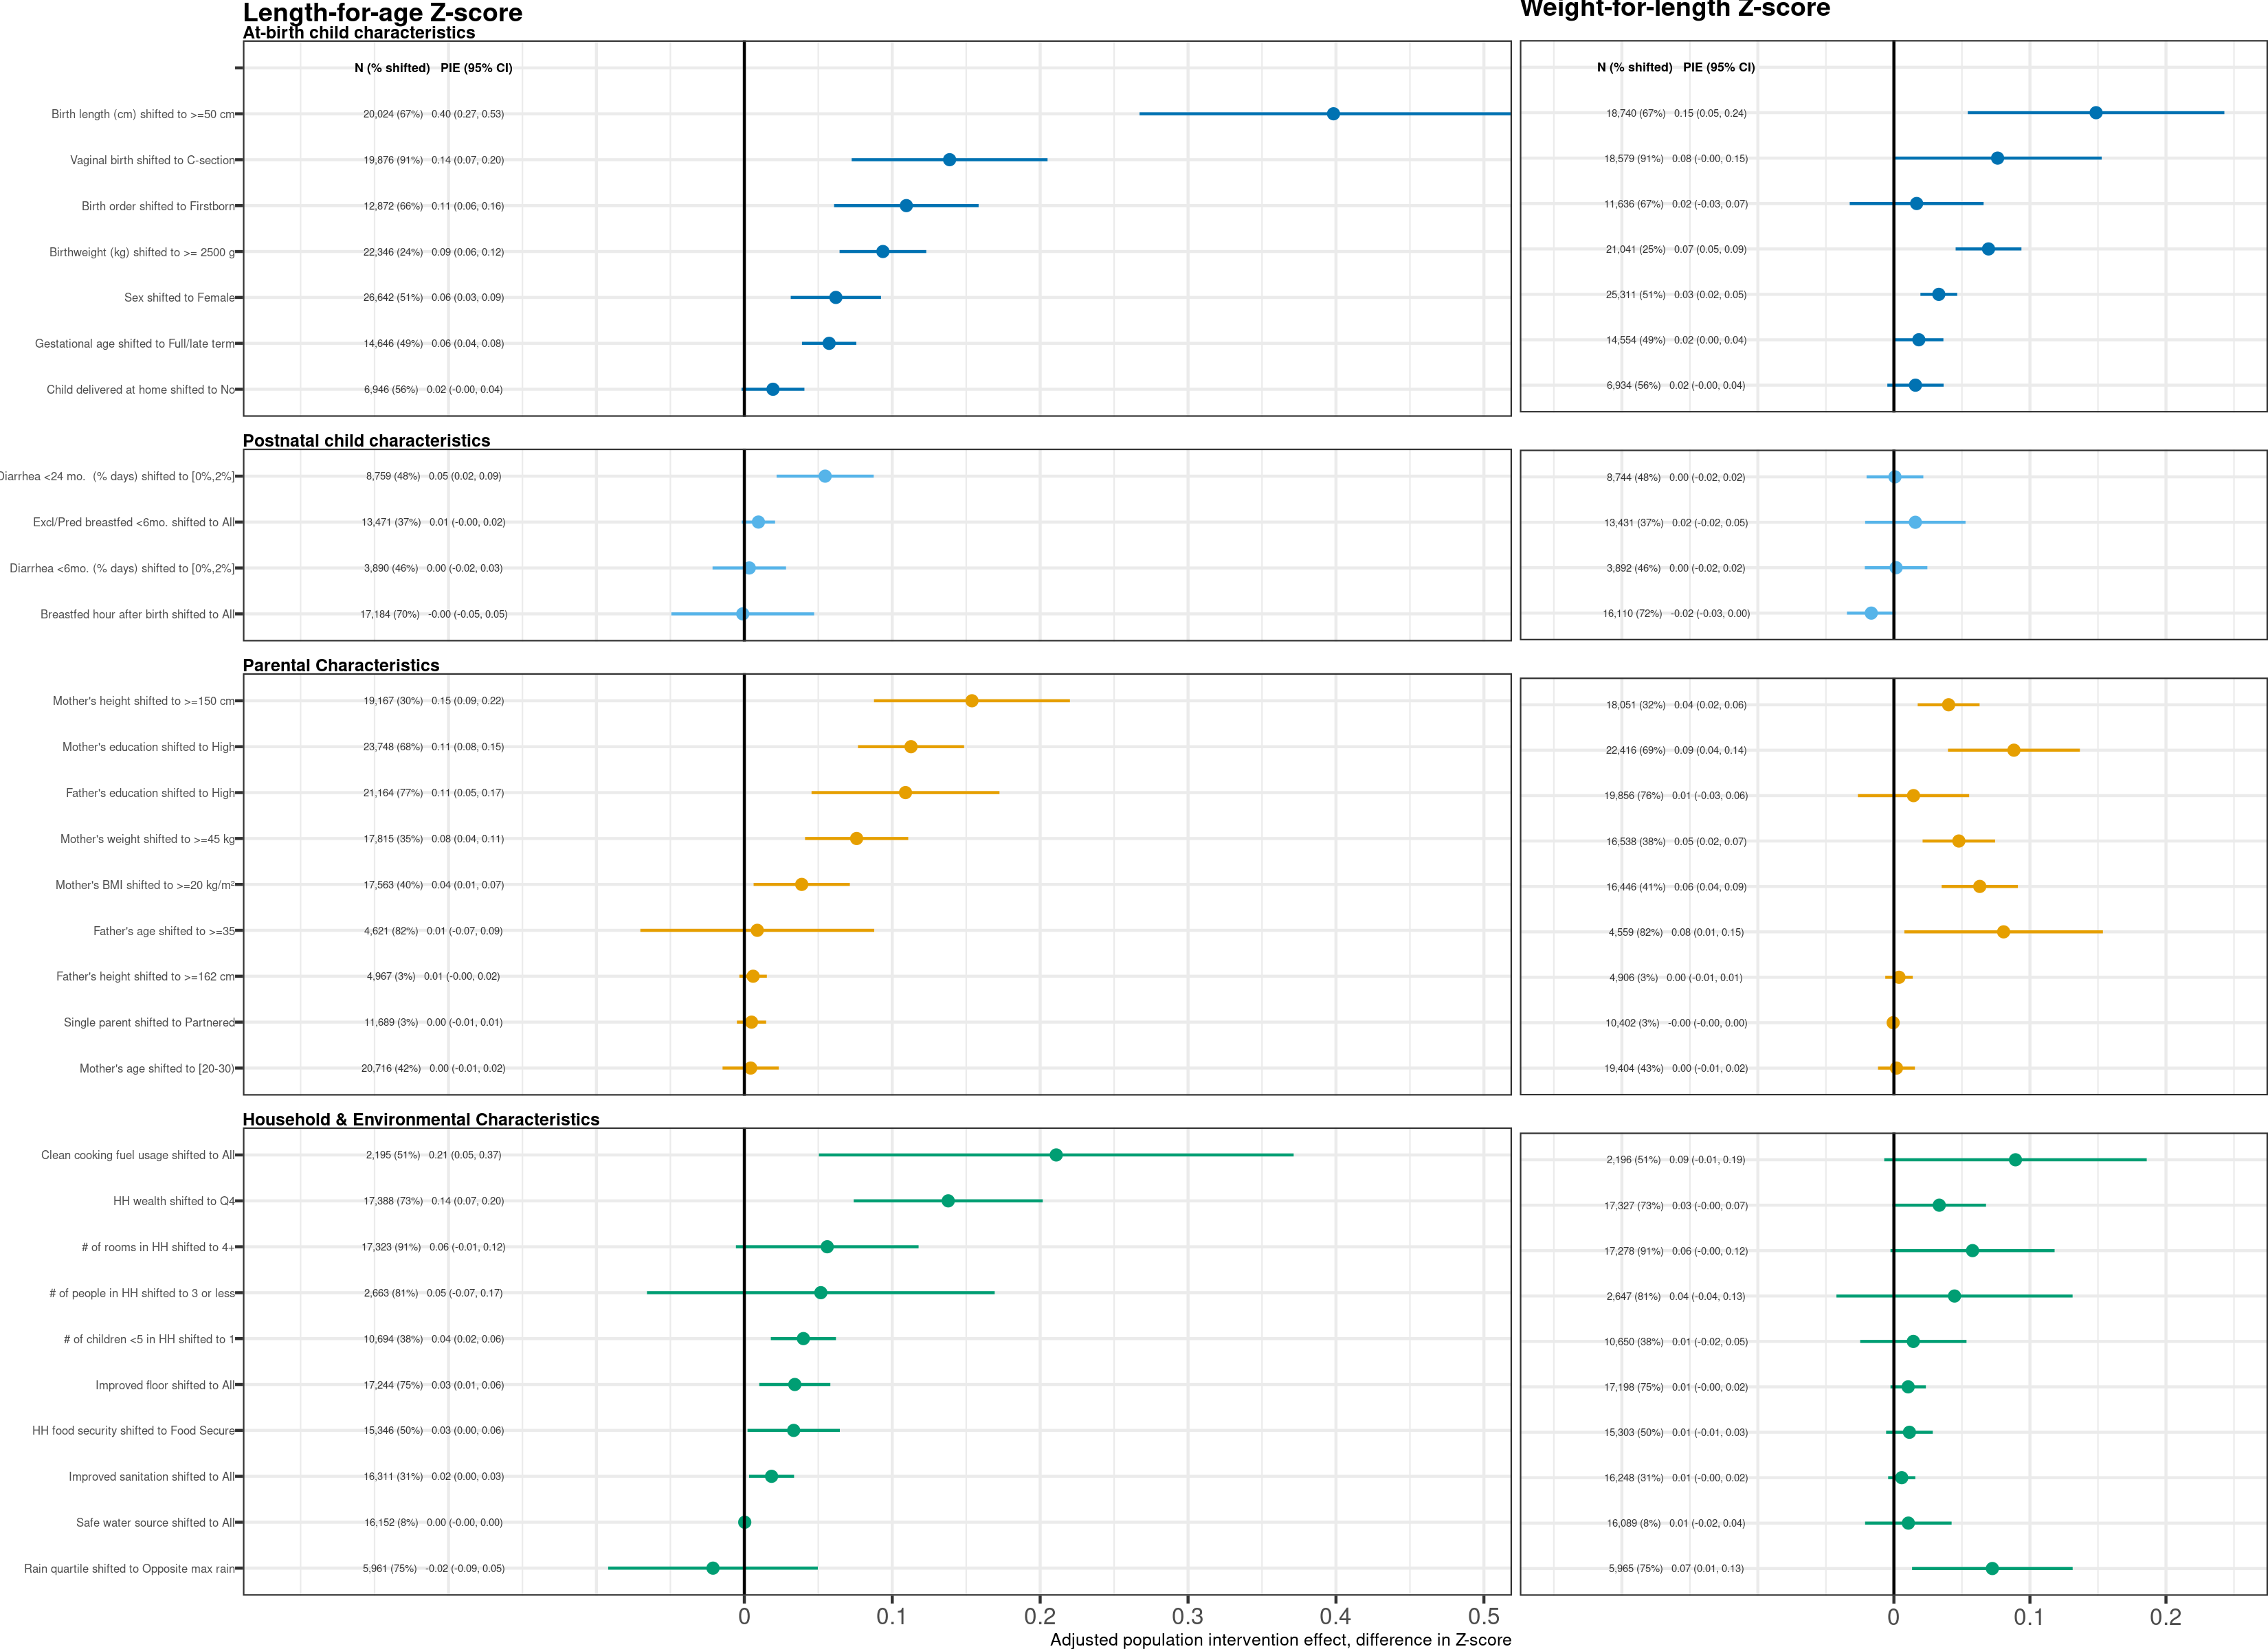 Length-for-age Z-score Weight-for-length Z-score
At-birth child characteristics
N (% shifted) PIE (95% CI) N (% shifted) PIE (95% CI)
Birth length (cm) shifted to >=50 cm 20,024 (67%) 0.40 (0.27, 0.53) 18,740 (67%) 0.15 (0.05, 0.24)
Vaginal birth shifted to C-section 19,876 (91%) 0.14 (0.07, 0.20) 18,579 (91%) 0.08 (-0.00, 0.15)
Birth order shifted to Firstborn 12,872 (66%) 0.11 (0.06, 0.16) 11,636 (67%) 0.02 (-0.03, 0.07)
Birthweight (kg) shifted to >= 2500 g 22,346 (24%) 0.09 (0.06, 0.12) 21,041 (25%) 0.07 (0.05, 0.09)
Sex shifted to Female 26,642 (51%) 0.06 (0.03, 0.09) 25,311 (51%) 0.03 (0.02, 0.05)
Gestational age shifted to Full/late term 14,646 (49%) 0.06 (0.04, 0.08) 14,554 (49%) 0.02 (0.00, 0.04)
Child delivered at home shifted to No 6,946 (56%) 0.02 (-0.00, 0.04) 6,934 (56%) 0.02 (-0.00, 0.04)
Postnatal child characteristics
Diarrhea <24 mo. (% days) shifted to [0%,2%] 8,759 (48%) 0.05 (0.02, 0.09) 8,744 (48%) 0.00 (-0.02, 0.02)
Excl/Pred breastfed <6mo. shifted to All 13,471 (37%) 0.01 (-0.00, 0.02) 13,431 (37%) 0.02 (-0.02, 0.05)
Diarrhea <6mo. (% days) shifted to [0%,2%] 3,890 (46%) 0.00 (-0.02, 0.03) 3,892 (46%) 0.00 (-0.02, 0.02)
Breastfed hour after birth shifted to All 17,184 (70%) -0.00 (-0.05, 0.05) 16,110 (72%) -0.02 (-0.03, 0.00)
Parental Characteristics
Mother's height shifted to >=150 cm 19,167 (30%) 0.15 (0.09, 0.22) 18,051 (32%) 0.04 (0.02, 0.06)
Mother's education shifted to High 23,748 (68%) 0.11 (0.08, 0.15) 22,416 (69%) 0.09 (0.04, 0.14)
Father's education shifted to High 21,164 (77%) 0.11 (0.05, 0.17) 19,856 (76%) 0.01 (-0.03, 0.06)
Mother's weight shifted to >=45 kg 17,815 (35%) 0.08 (0.04, 0.11) 16,538 (38%) 0.05 (0.02, 0.07)
Mother's BMI shifted to >=20 kg/m² 17,563 (40%) 0.04 (0.01, 0.07) 16,446 (41%) 0.06 (0.04, 0.09)
Father's age shifted to >=35 4,621 (82%) 0.01 (-0.07, 0.09) 4,559 (82%) 0.08 (0.01, 0.15)
Father's height shifted to >=162 cm 4,967 (3%) 0.01 (-0.00, 0.02) 4,906 (3%) 0.00 (-0.01, 0.01)
Single parent shifted to Partnered 11,689 (3%) 0.00 (-0.01, 0.01) 10,402 (3%) -0.00 (-0.00, 0.00)
Mother's age shifted to [20-30) 20,716 (42%) 0.00 (-0.01, 0.02) 19,404 (43%) 0.00 (-0.01, 0.02)
Household & Environmental Characteristics
Clean cooking fuel usage shifted to All 2,195 (51%) 0.21 (0.05, 0.37) 2,196 (51%) 0.09 (-0.01, 0.19)
HH wealth shifted to Q4 17,388 (73%) 0.14 (0.07, 0.20) 17,327 (73%) 0.03 (-0.00, 0.07)
# of rooms in HH shifted to 4+ 17,323 (91%) 0.06 (-0.01, 0.12) 17,278 (91%) 0.06 (-0.00, 0.12)
# of people in HH shifted to 3 or less 2,663 (81%) 0.05 (-0.07, 0.17) 2,647 (81%) 0.04 (-0.04, 0.13)
# of children <5 in HH shifted to 1 10,694 (38%) 0.04 (0.02, 0.06) 10,650 (38%) 0.01 (-0.02, 0.05)
Improved floor shifted to All 17,244 (75%) 0.03 (0.01, 0.06) 17,198 (75%) 0.01 (-0.00, 0.02)
HH food security shifted to Food Secure 15,346 (50%) 0.03 (0.00, 0.06) 15,303 (50%) 0.01 (-0.01, 0.03)
Improved sanitation shifted to All 16,311 (31%) 0.02 (0.00, 0.03) 16,248 (31%) 0.01 (-0.00, 0.02)
Safe water source shifted to All 16,152 (8%) 0.00 (-0.00, 0.00) 16,089 (8%) 0.01 (-0.02, 0.04)
Rain quartile shifted to Opposite max rain 5,961 (75%) -0.02 (-0.09, 0.05) 5,965 (75%) 0.07 (0.01, 0.13)
0 0.1 0.2 0.3 0.4 0.5 0 0.1 0.2
Adjusted population intervention effect, difference in Z-score